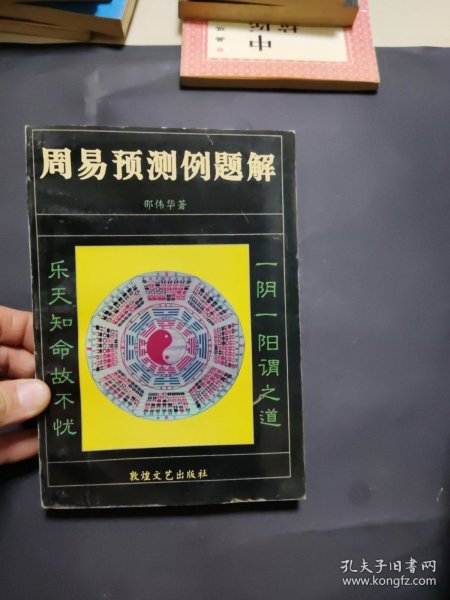 周易预测例题解
邵伟华著
一阴一阳谓之道
乐天知命故不忧
敦煌文艺出版社
孔夫子旧书网
www.kongfz.com